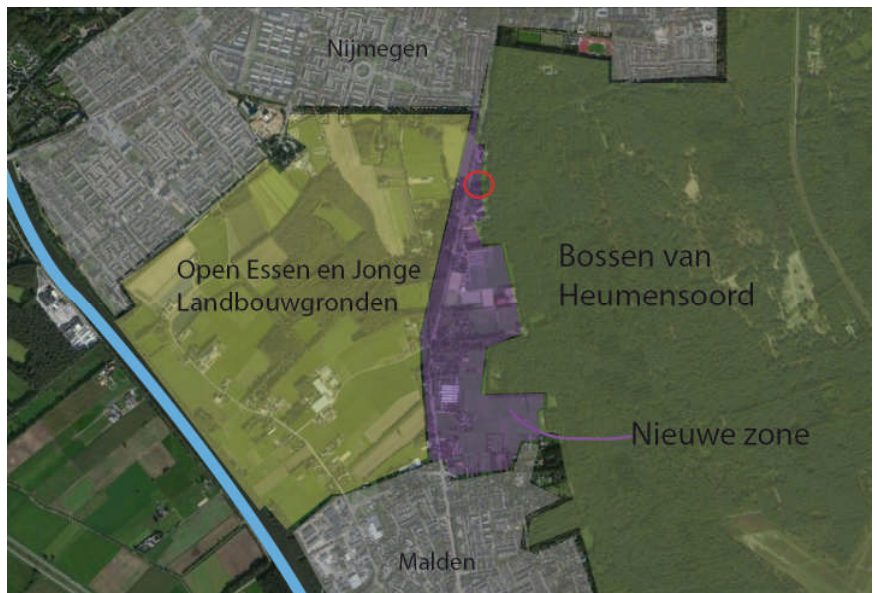 Nijmegen
Open Essen en Jonge
Landbouwgronden
Bossen van
Heumensoord
Nieuwe zone
Malden